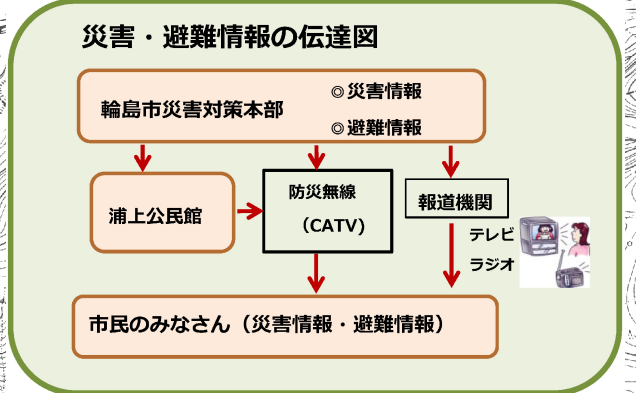 災害・避難情報の伝達図
輪島市災害対策本部
◎災害情報
◎避難情報
浦上公民館
防災無線
（CATV）
報道機関
テレビ
ラジオ
市民のみなさん（災害情報・避難情報）